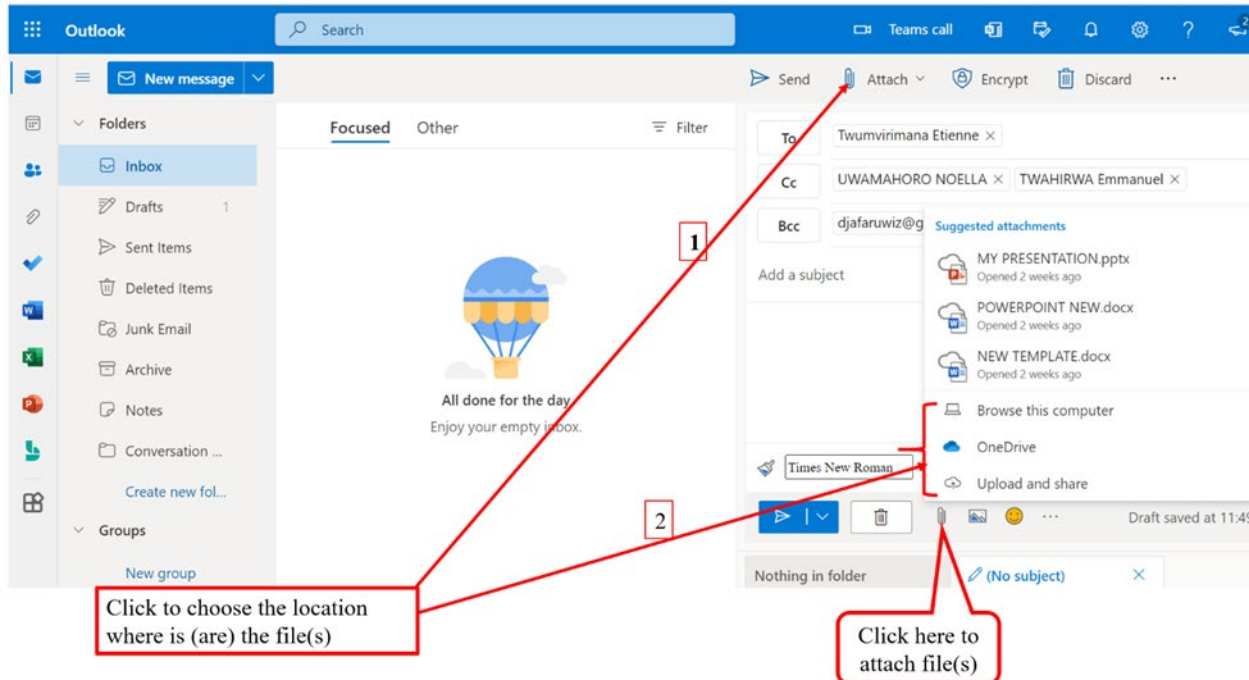 Outlook
Search
Teams call
2
New message
Send
Attach
Encrypt
Discard
Folders
Inbox
Drafts 1
Sent Items
Deleted Items
Junk Email
Archive
Notes
Conversation ...
Create new fol...
Groups
New group
Focused Other Filter
All done for the day
Enjoy your empty inbox.
To Twumvirimana Etienne
Cc UWAMAHORO NOELLA TWAHIRWA Emmanuel
Bcc djafaruwiz@g
Add a subject
Suggested attachments
MY PRESENTATION.pptx
Opened 2 weeks ago
POWERPOINT NEW.docx
Opened 2 weeks ago
NEW TEMPLATE.docx
Opened 2 weeks ago
Browse this computer
OneDrive
Upload and share
Times New Roman
Draft saved at 11:49
Nothing in folder
(No subject)
1
2
Click to choose the location
where is (are) the file(s)
Click here to
attach file(s)